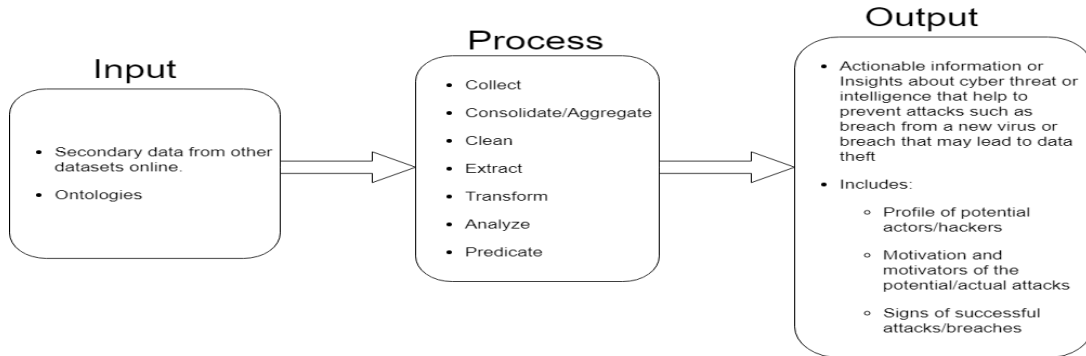 Input
Secondary data from other
datasets online.
Ontologies
Process
Collect
Consolidate/Aggregate
Clean
Extract
Transform
Analyze
Predicate
Output
Actionable information or
Insights about cyber threat or
intelligence that help to
prevent attacks such as
breach from a new virus or
breach that may lead to data
theft
Includes:
Profile of potential
actors/hackers
Motivation and
motivators of the
potential/actual attacks
Signs of successful
attacks/breaches